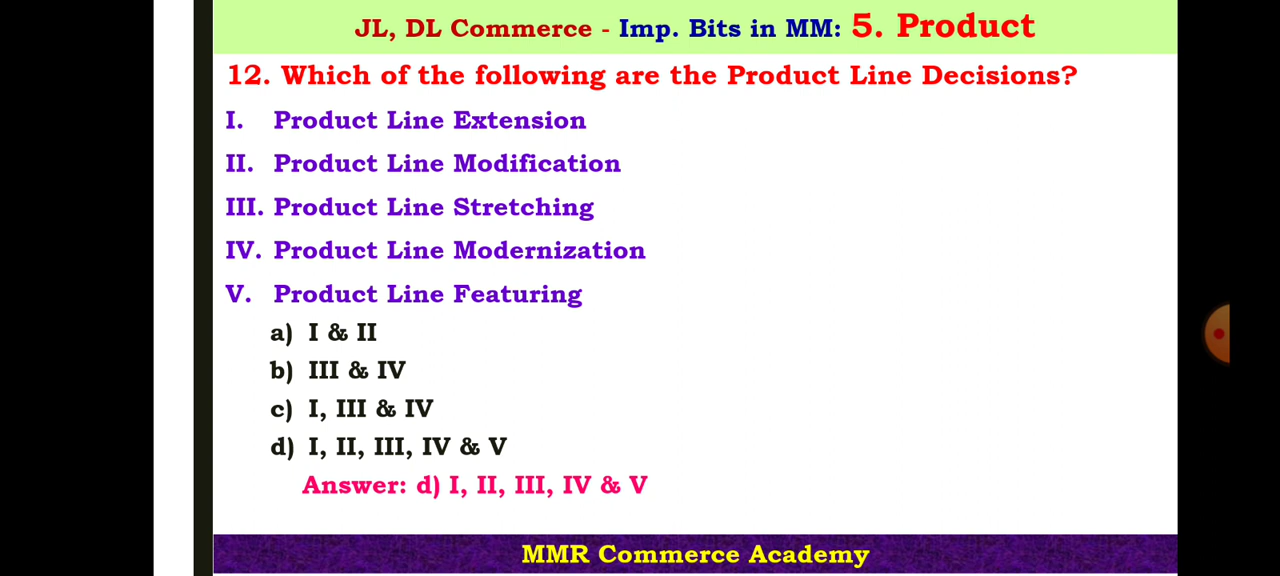 JL, DL Commerce - Imp. Bits in MM: 5. Product
12. Which of the following are the Product Line Decisions?
I. Product Line Extension
II. Product Line Modification
III. Product Line Stretching
IV. Product Line Modernization
V. Product Line Featuring
a) I & II
b) III & IV
c) I, III & IV
d) I, II, III, IV & V
Answer: d) I, II, III, IV & V
MMR Commerce Academy